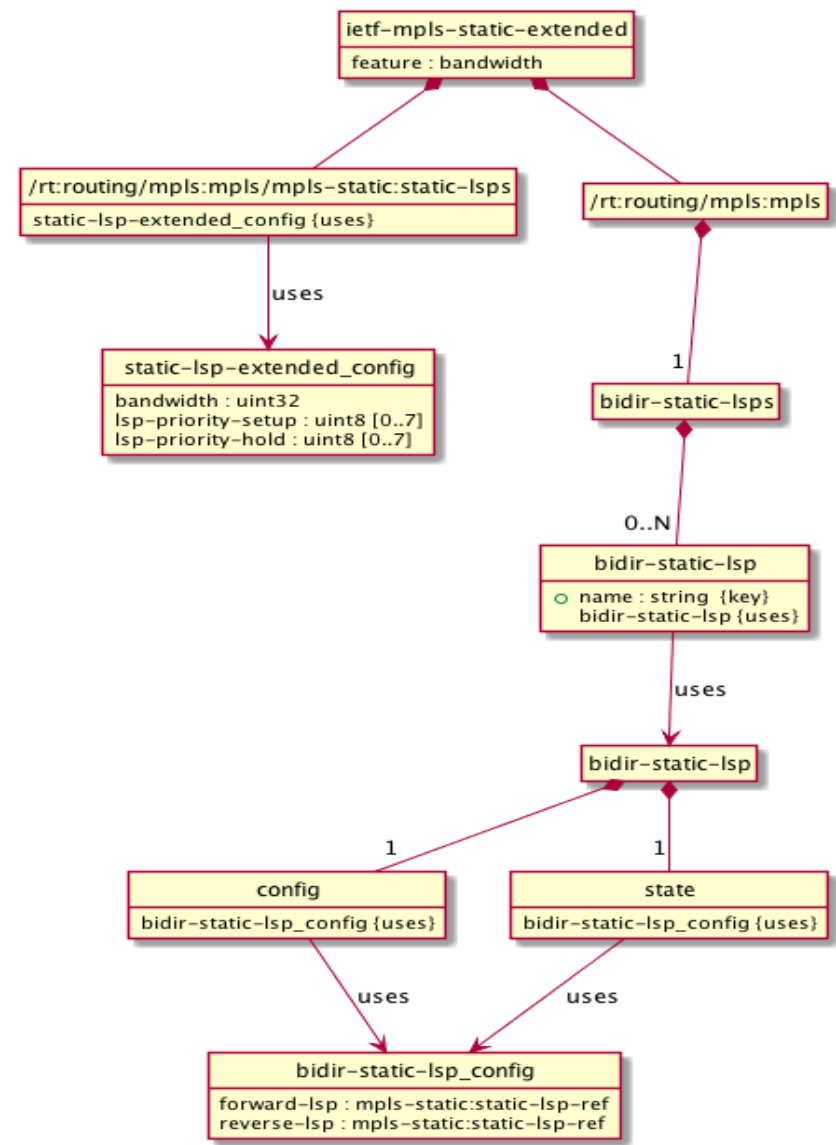 ietf-mpls-static-extended
feature : bandwidth
/rt:routing/mpls:mpls/mpls-static:static-lsps
static-lsp-extended_config {uses}
/rt:routing/mpls:mpls
uses
1
static-lsp-extended_config
bandwidth : uint32
lsp-priority-setup : uint8 [0..7]
lsp-priority-hold : uint8 [0..7]
bidir-static-lsps
0..N
bidir-static-lsp
name : string {key}
bidir-static-lsp {uses}
uses
bidir-static-lsp
1
1
config
bidir-static-lsp_config {uses}
state
bidir-static-lsp_config {uses}
uses
uses
bidir-static-lsp_config
forward-lsp : mpls-static:static-lsp-ref
reverse-lsp : mpls-static:static-lsp-ref